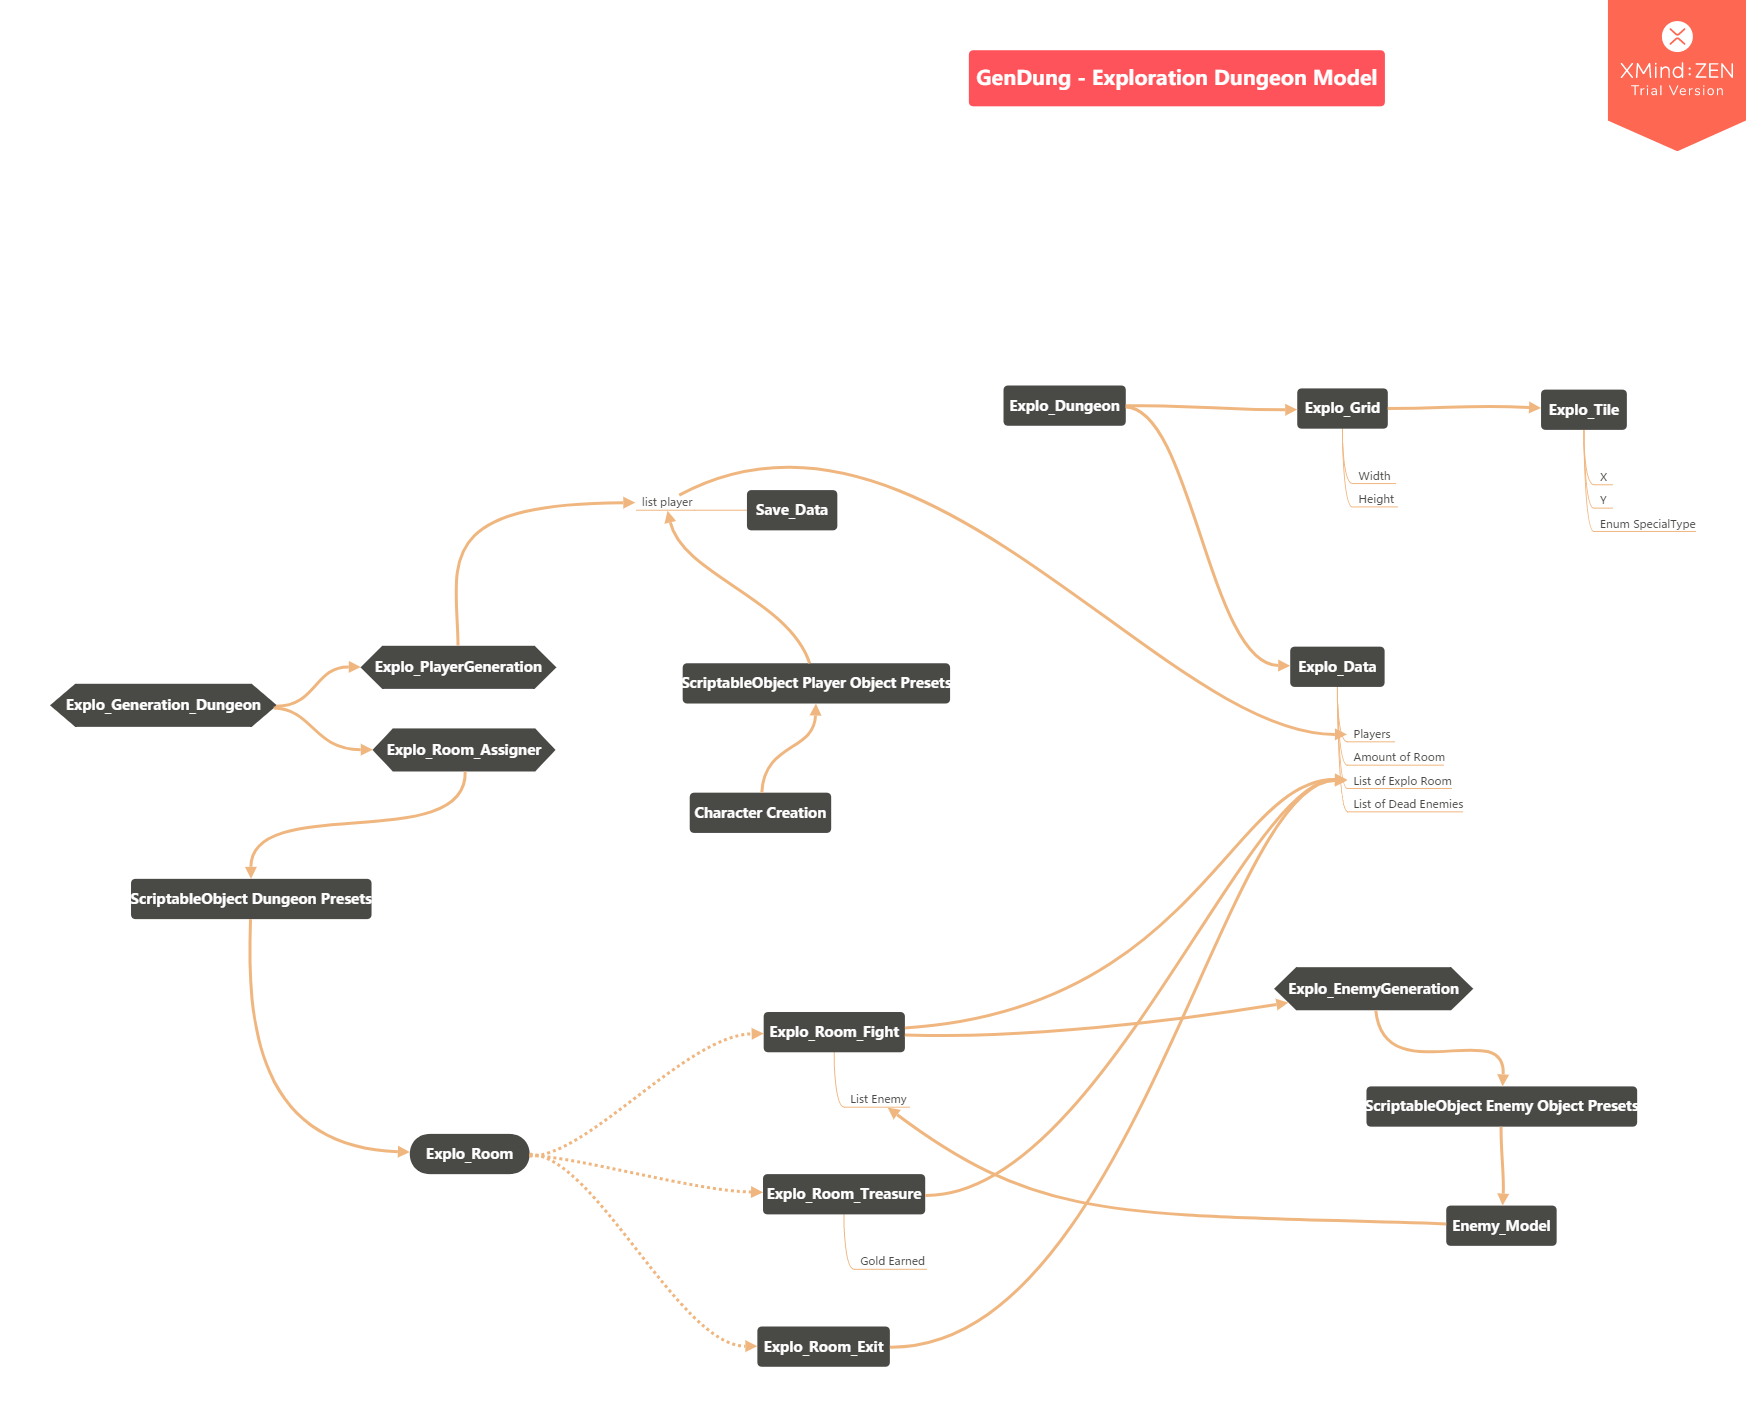 GenDung - Exploration Dungeon Model
XMind:ZEN
Trial Version
Explo_Dungeon
Explo_Grid
Explo_Tile
Width
Height
X
Y
Enum SpecialType
list player
Save_Data
Explo_PlayerGeneration
Explo_Generation_Dungeon
Explo_Room_Assigner
ScriptableObject Player Object Presets
Character Creation
Explo_Data
Players
Amount of Room
List of Explo Room
List of Dead Enemies
ScriptableObject Dungeon Presets
Explo_EnemyGeneration
Explo_Room_Fight
List Enemy
ScriptableObject Enemy Object Presets
Explo_Room
Explo_Room_Treasure
Gold Earned
Enemy_Model
Explo_Room_Exit